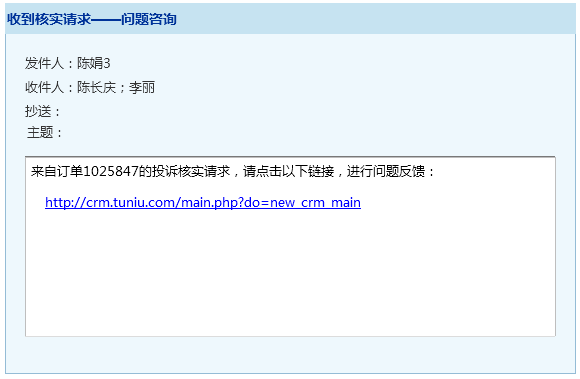 收到核实请求——问题咨询
发件人：陈娟3
收件人：陈长庆；李丽
抄送：
主题：
来自订单1025847的投诉核实请求，请点击以下链接，进行问题反馈：
http://crm.tuniu.com/main.php?do=new_crm_main